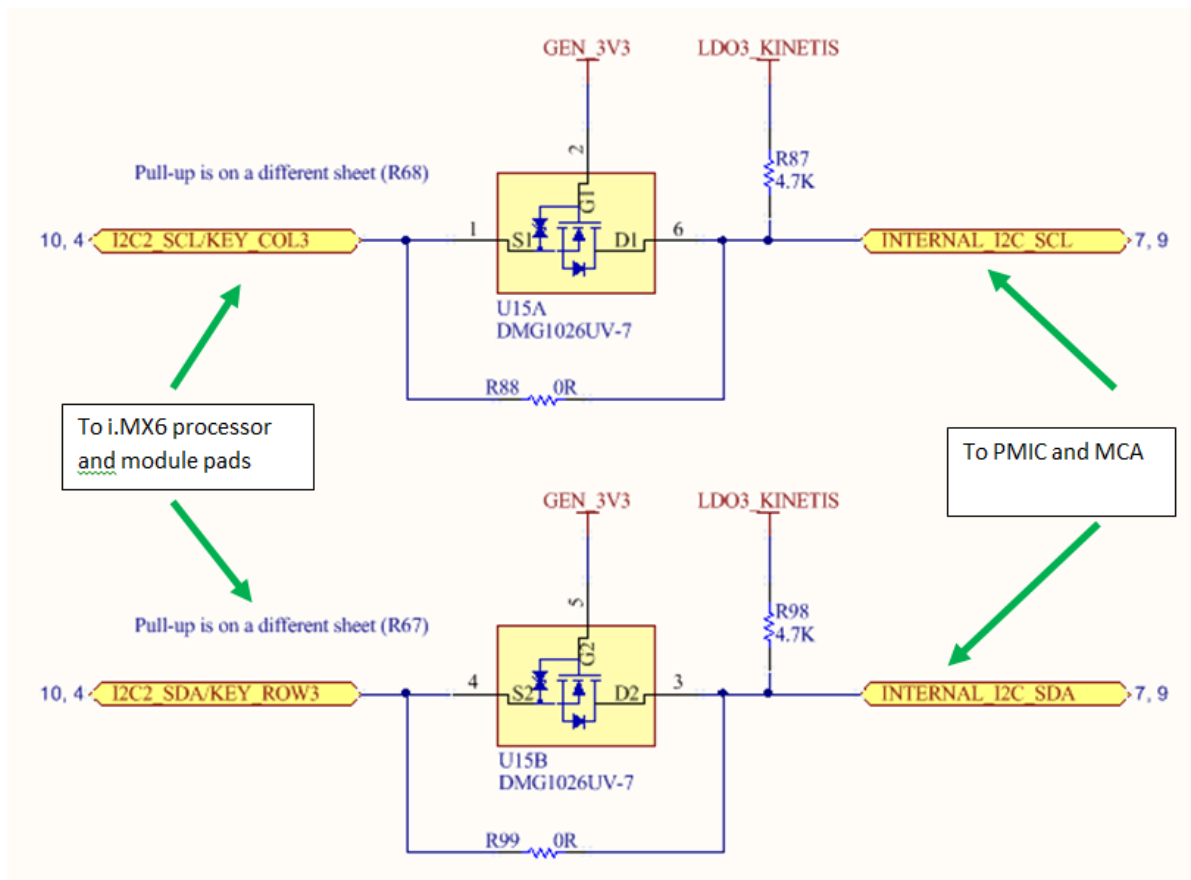 GEN_3V3
LDO3_KINETIS
2
R87
4.7K
Pull-up is on a different sheet (R68)
G1
10, 4
I2C2_SCL/KEY_COL3
1
S1
D1
6
INTERNAL_I2C_SCL
7, 9
U15A
DMG1026UV-7
R88
0R
To i.MX6 processor
and module pads
To PMIC and MCA
GEN_3V3
LDO3_KINETIS
5
R98
4.7K
Pull-up is on a different sheet (R67)
G2
10, 4
I2C2_SDA/KEY_ROW3
4
S2
D2
3
INTERNAL_I2C_SDA
7, 9
U15B
DMG1026UV-7
R99
0R